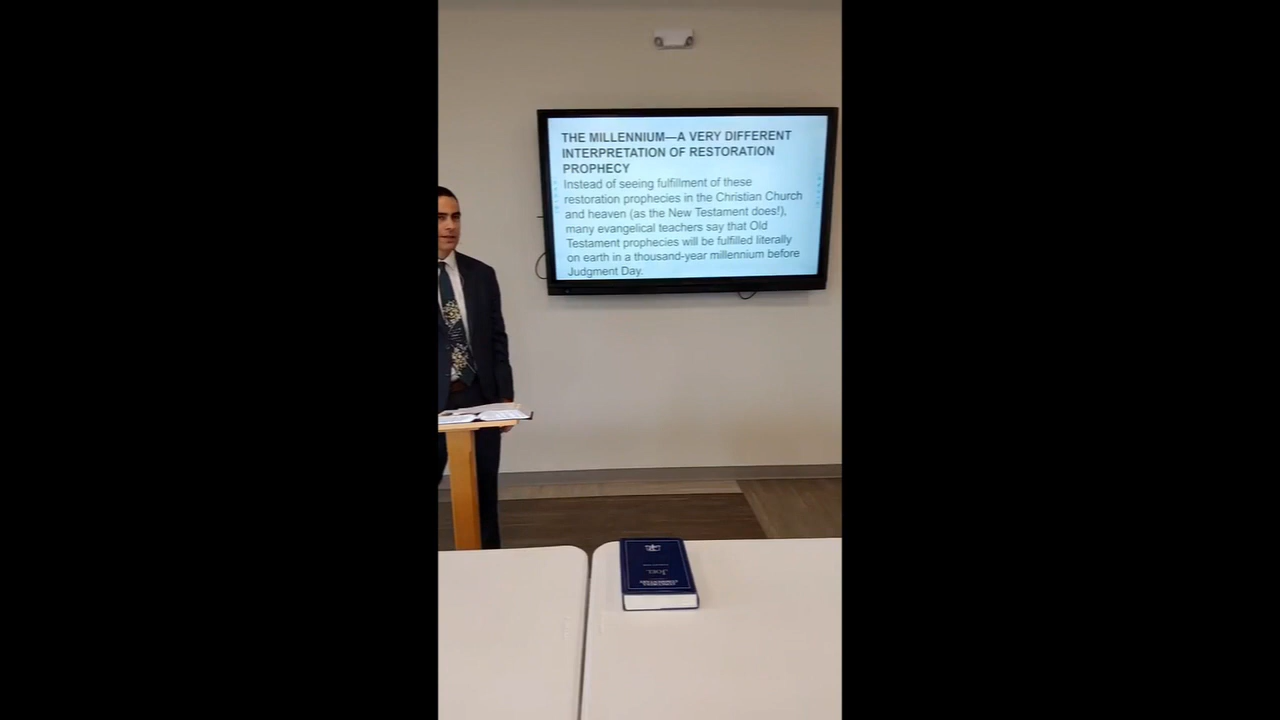 THE MILLENNIUM—A VERY DIFFERENT
INTERPRETATION OF RESTORATION
PROPHECY
Instead of seeing fulfillment of these
restoration prophecies in the Christian Church
and heaven (as the New Testament does!),
many evangelical teachers say that Old
Testament prophecies will be fulfilled literally
on earth in a thousand-year millennium before
Judgment Day.